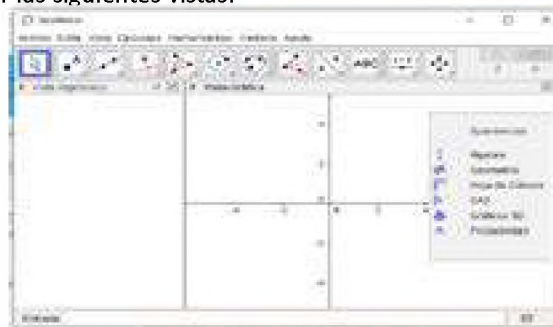 las siguientes vistas:
GeoGebra
Archivo Edita Vista Opciones Herramientas Ventana Ayuda
ABC
Vista Algebraica
Vista Gráfica
Apariencias
Álgebra
Geometría
Hoja de Cálculo
CAS
Gráficos 3D
Probabilidad
Entrada: